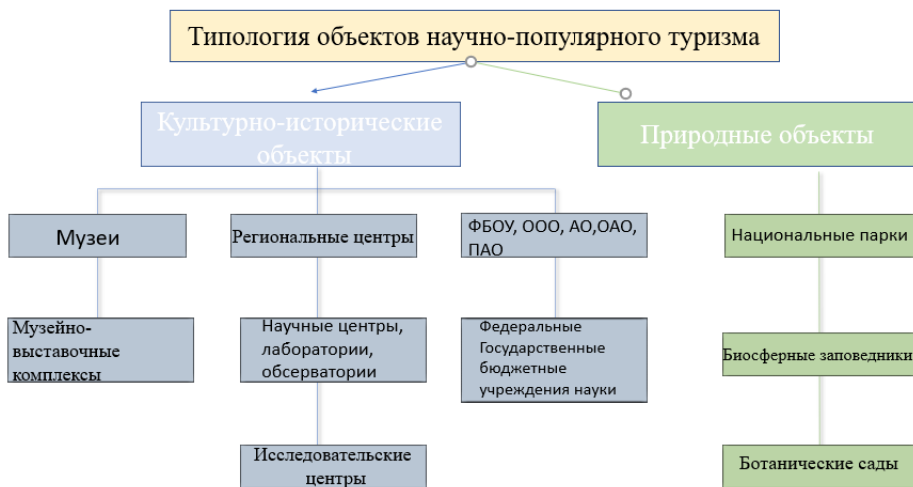 Типология объектов научно-популярного туризма
Культурно-исторические
объекты
Природные объекты
Музеи
Региональные центры
ФБОУ, ООО, АО,ОАО,
ПАО
Национальные парки
Музейно-
выставочные
комплексы
Научные центры,
лаборатории,
обсерватории
Федеральные
Государственные
бюджетные
учреждения науки
Биосферные заповедники
Исследовательские
центры
Ботанические сады